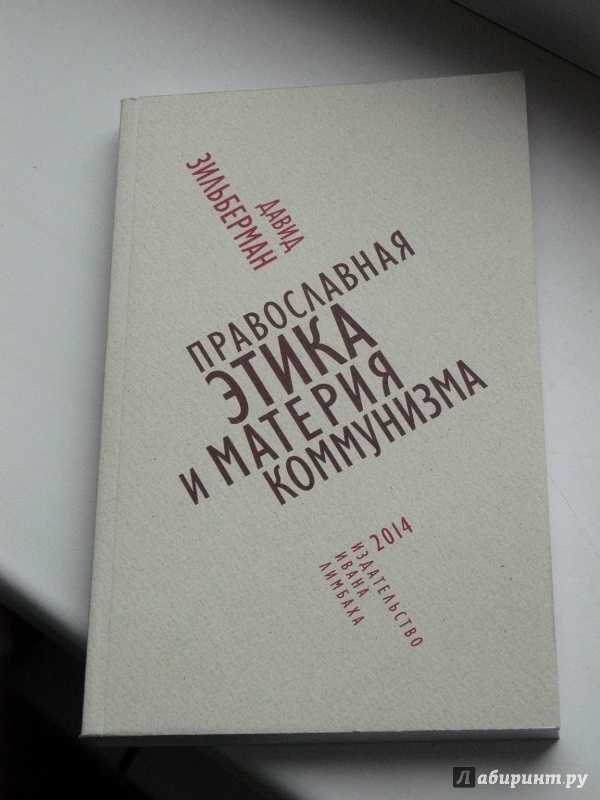 ДАВИД
ЗИЛЬБЕРМАН
ПРАВОСЛАВНАЯ
ЭТИКА
И МАТЕРИЯ
КОММУНИЗМА
2014
ИЗДАТЕЛЬСТВО
ИВАНА
ЛИМБАХА
Лабиринт.ру